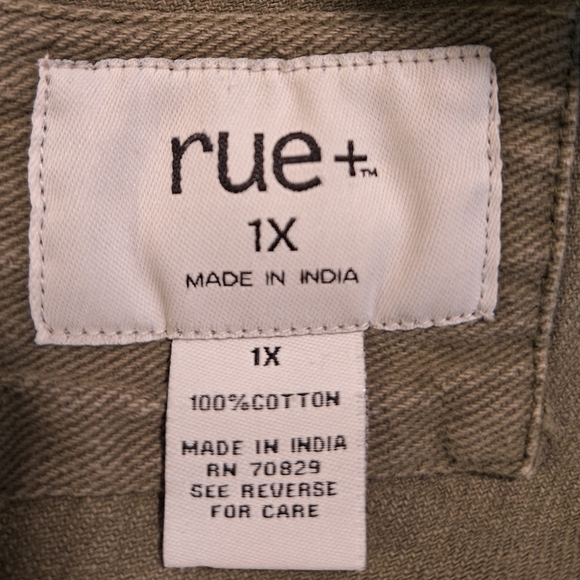 rue+™
1X
MADE IN INDIA
1X
100%COTTON
MADE IN INDIA
RN 70829
SEE REVERSE
FOR CARE